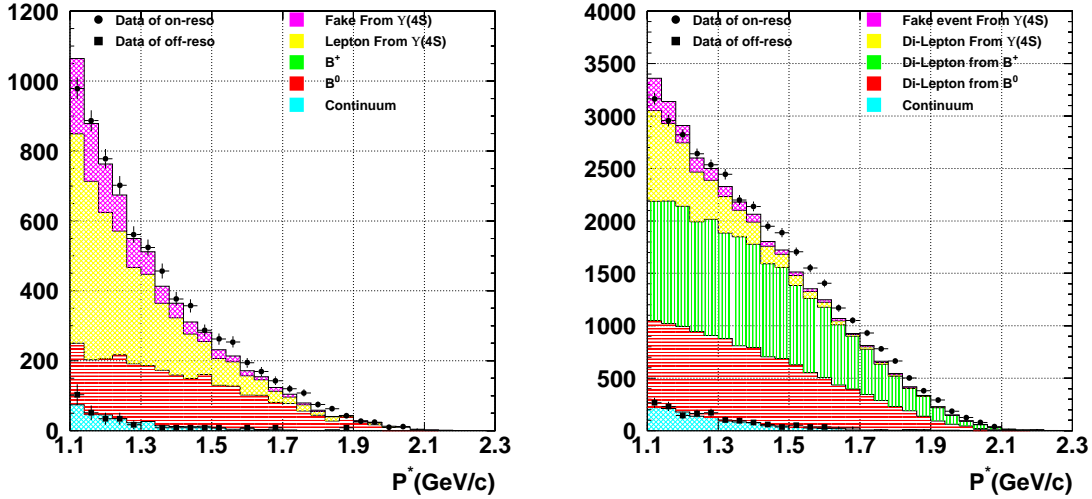 Data of on-reso
Data of off-reso
Fake From ϒ(4S)
Lepton From ϒ(4S)
B⁺
B⁰
Continuum
1200
1000
800
600
400
200
0
1.1 1.3 1.5 1.7 1.9 2.1 2.3
P*(GeV/c)
Data of on-reso
Data of off-reso
Fake event From ϒ(4S)
Di-Lepton From ϒ(4S)
Di-Lepton from B⁺
Di-Lepton from B⁰
Continuum
4000
3500
3000
2500
2000
1500
1000
500
0
1.1 1.3 1.5 1.7 1.9 2.1 2.3
P*(GeV/c)